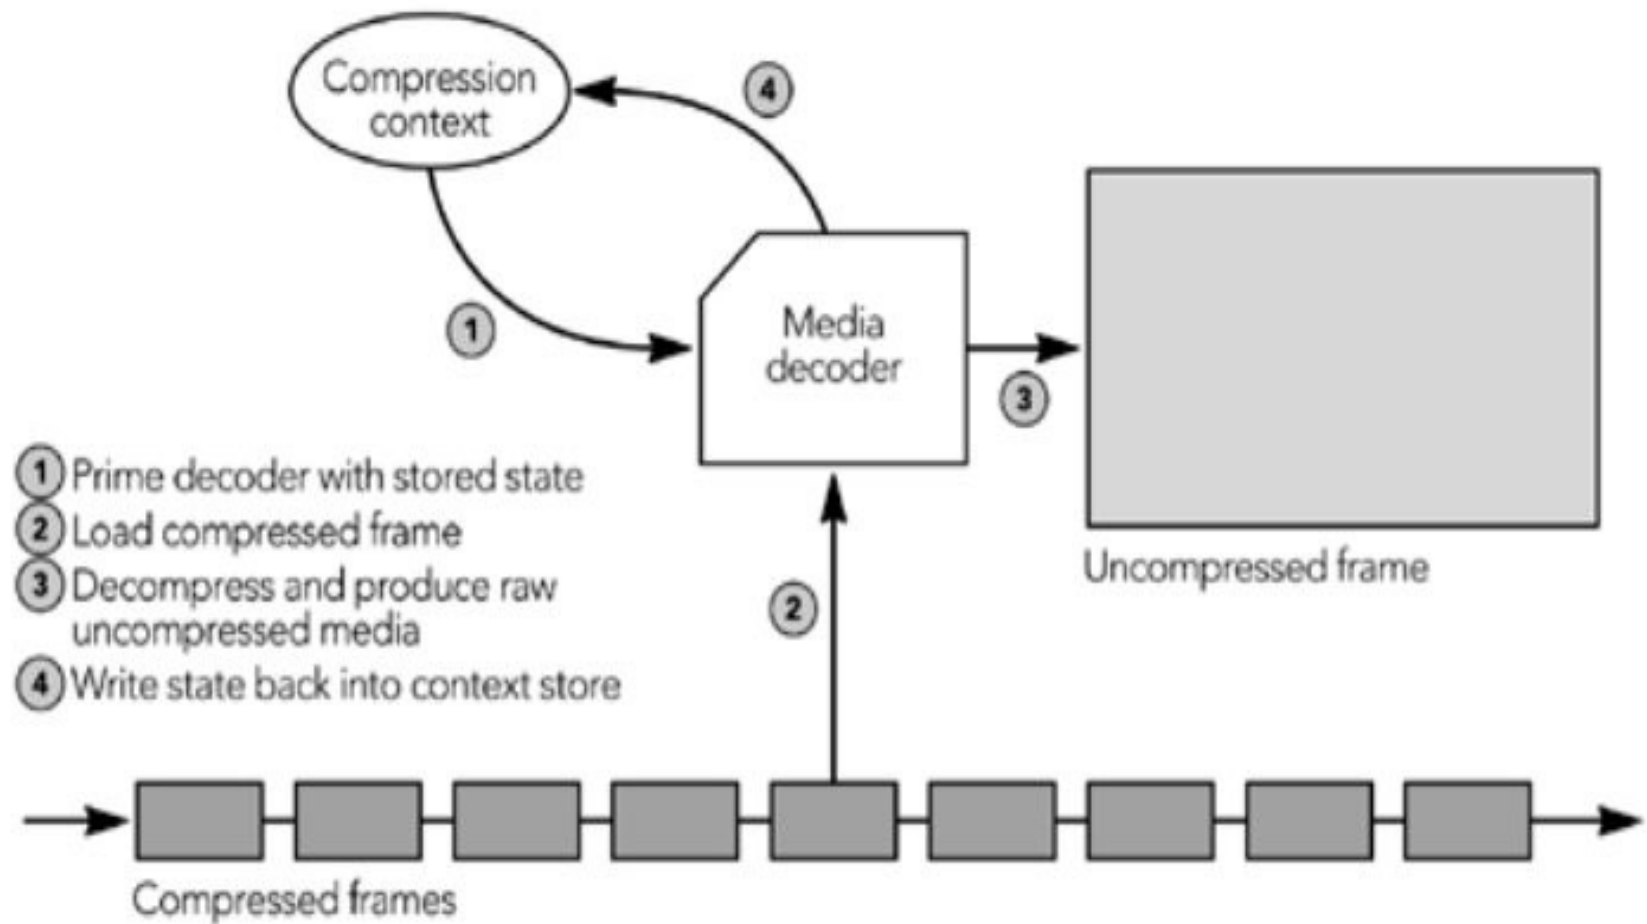 Compression
context
4
1
Media
decoder
3
1 Prime decoder with stored state
2 Load compressed frame
3 Decompress and produce raw
uncompressed media
4 Write state back into context store
Uncompressed frame
2
Compressed frames